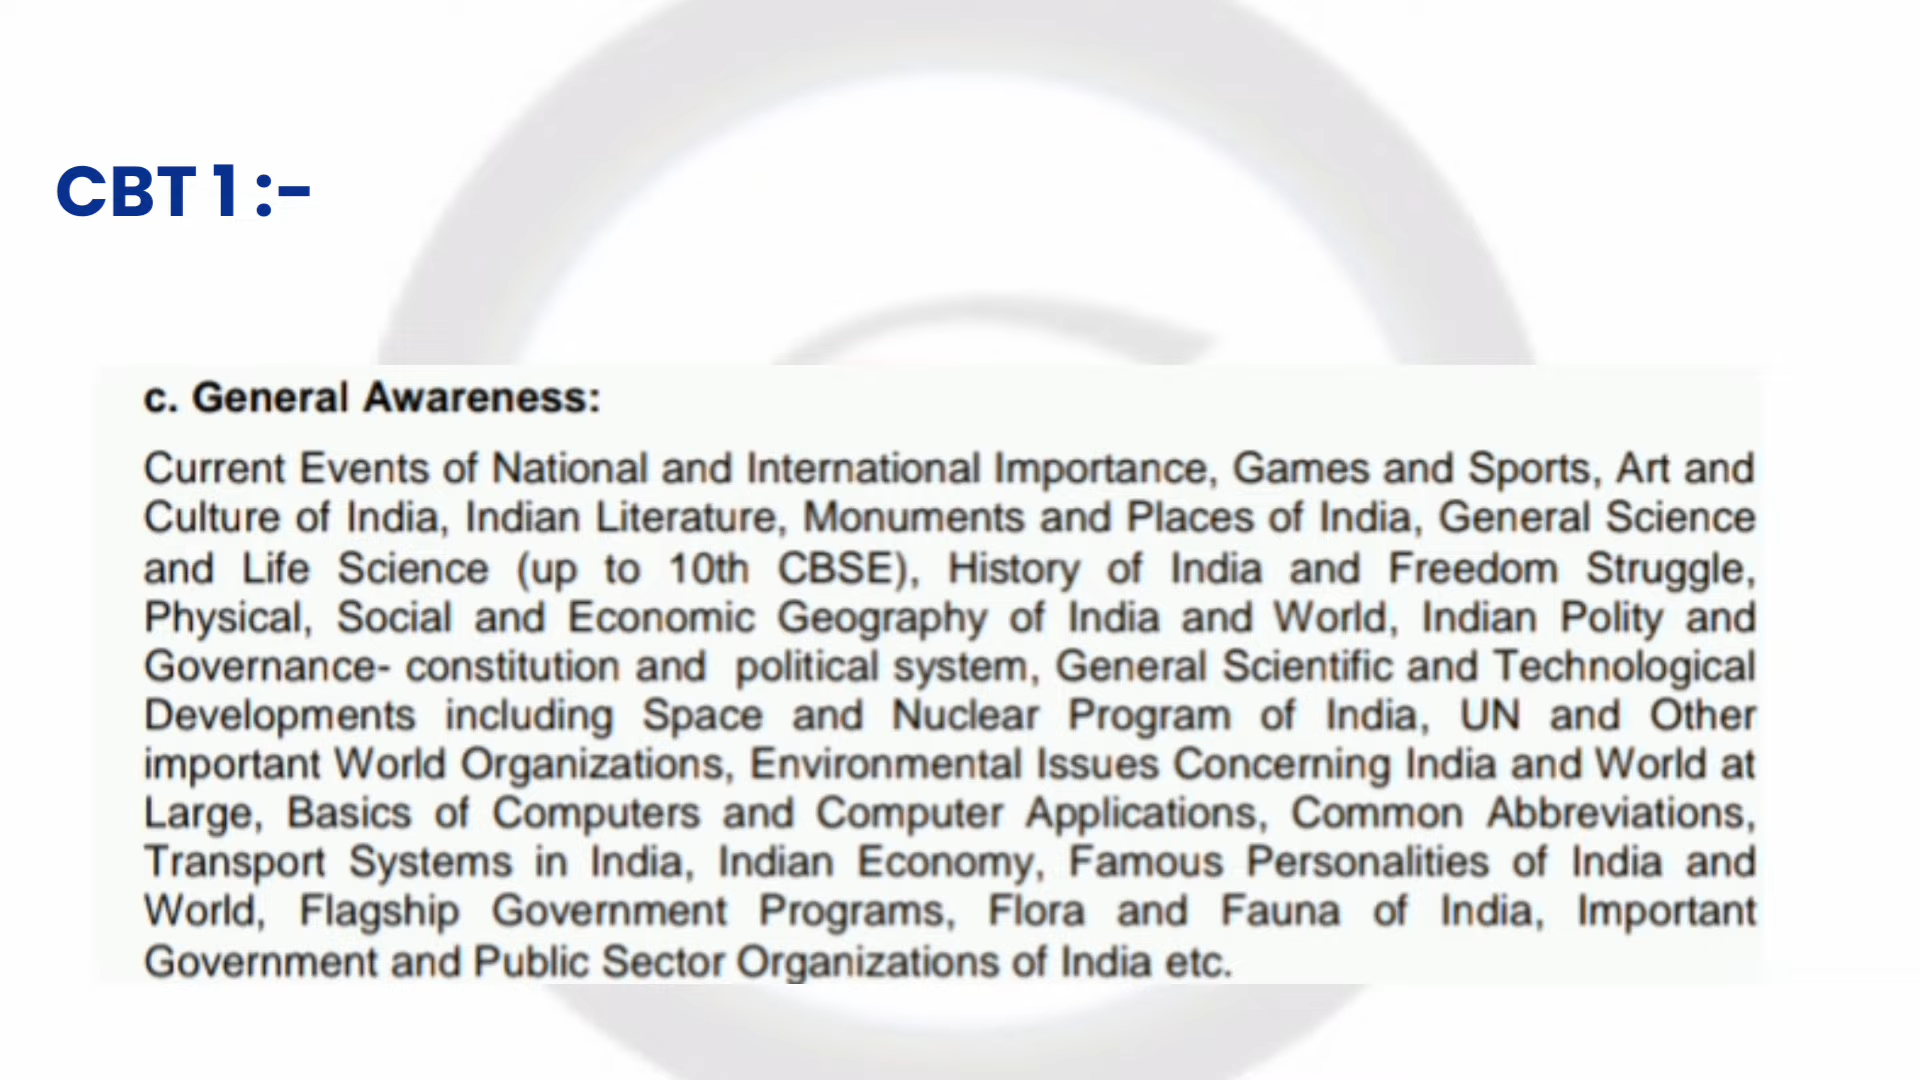 CBT 1 :-
c. General Awareness:
Current Events of National and International Importance, Games and Sports, Art and
Culture of India, Indian Literature, Monuments and Places of India, General Science
and Life Science (up to 10th CBSE), History of India and Freedom Struggle,
Physical, Social and Economic Geography of India and World, Indian Polity and
Governance- constitution and political system, General Scientific and Technological
Developments including Space and Nuclear Program of India, UN and Other
important World Organizations, Environmental Issues Concerning India and World at
Large, Basics of Computers and Computer Applications, Common Abbreviations,
Transport Systems in India, Indian Economy, Famous Personalities of India and
World, Flagship Government Programs, Flora and Fauna of India, Important
Government and Public Sector Organizations of India etc.